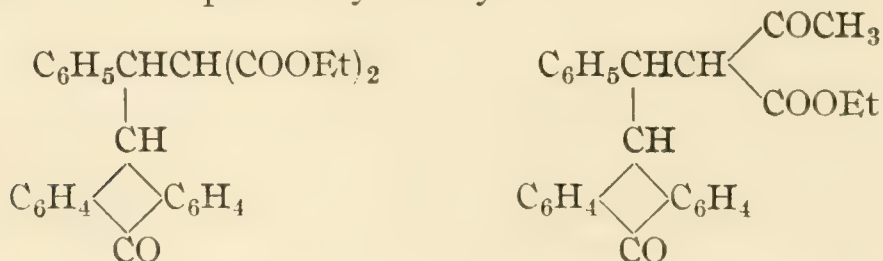 C₆H₅CHCH(COOEt)₂
CH
C₆H₄ C₆H₄
CO
COCH₃
C₆H₅CHCH
COOEt
CH
C₆H₄ C₆H₄
CO